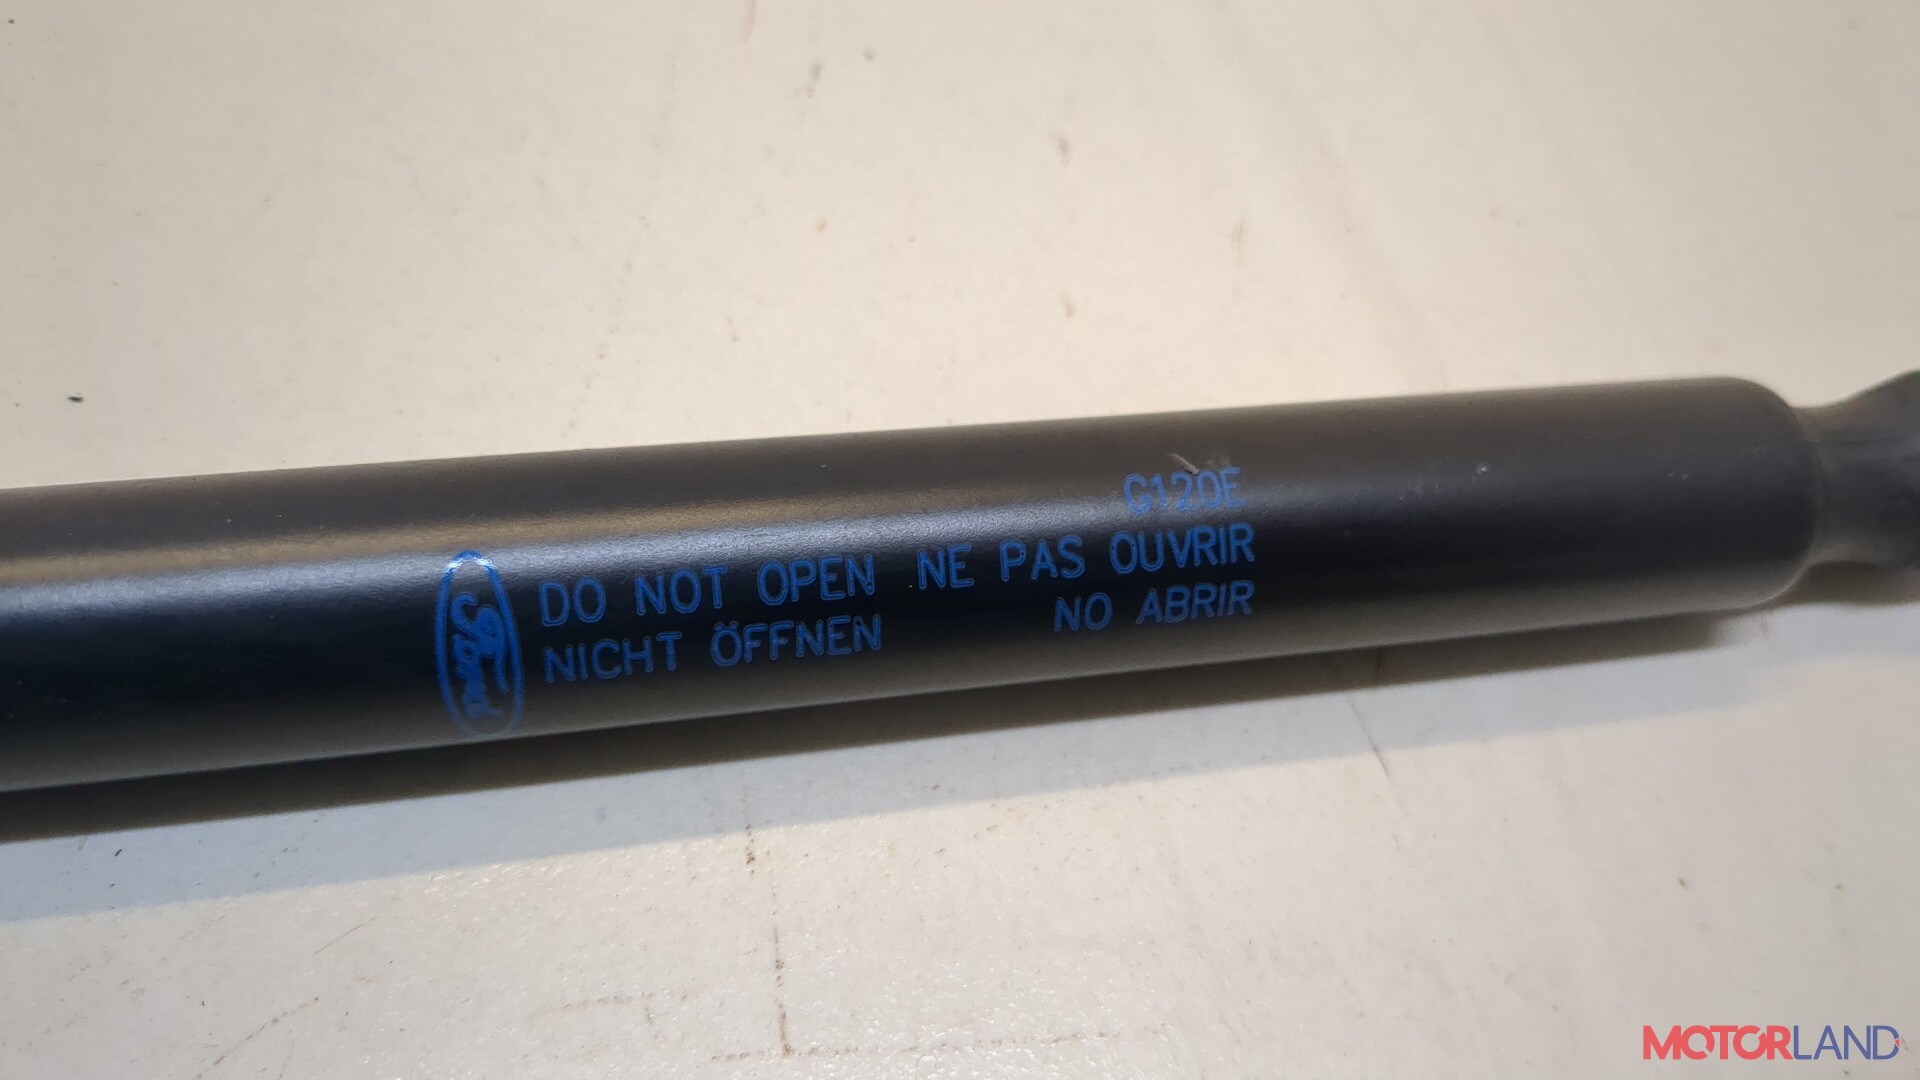 G120E
Ford DO NOT OPEN NE PAS OUVRIR
NICHT ÖFFNEN NO ABRIR
MOTORLAND